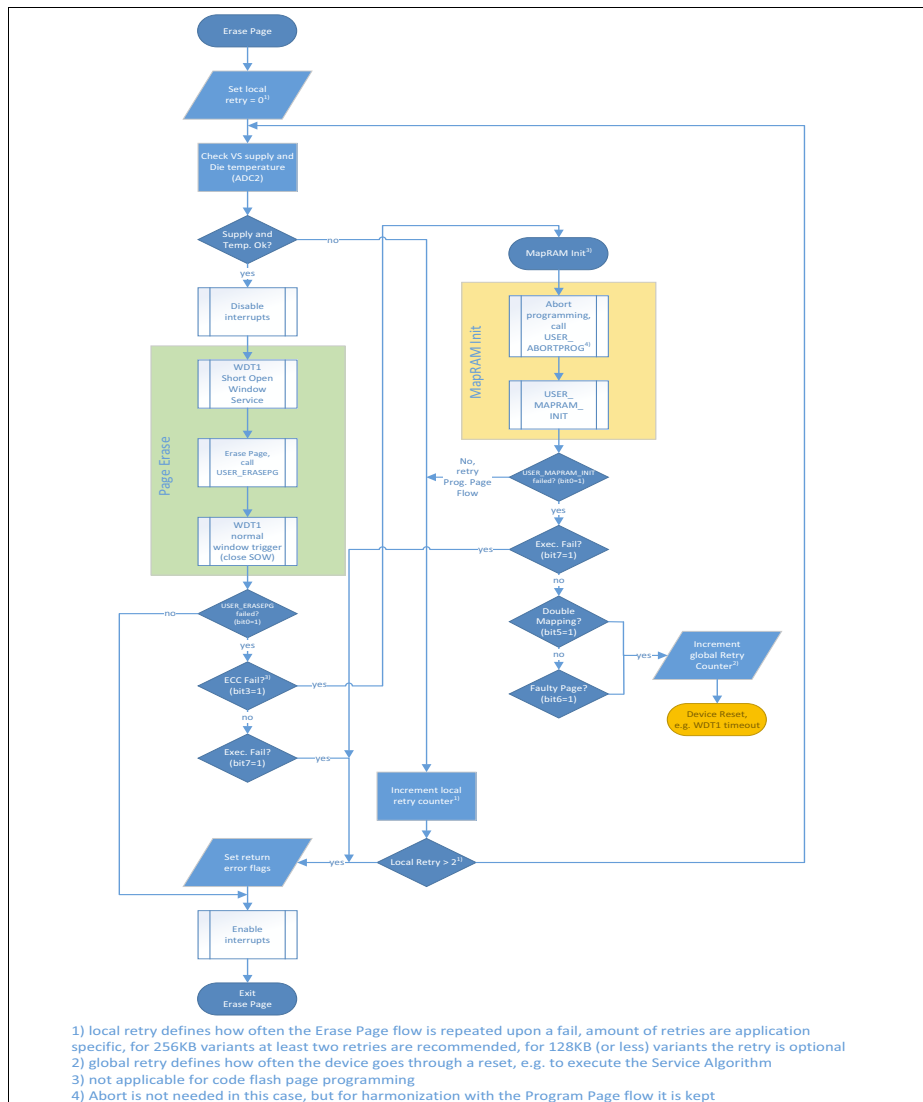 Erase Page
Set local
retry = 0¹⁾
Check VS supply and
Die temperature
(ADC2)
Supply and
Temp. Ok?
no
yes
Disable
interrupts
Page Erase
WDT1
Short Open
Window
Service
Erase Page,
call
USER_ERASEPG
WDT1
normal
window trigger
(close SOW)
USER_ERASEPG
failed?
(bit0=1)
no
yes
ECC Fail?³⁾
(bit3=1)
yes
no
Exec. Fail?
(bit7=1)
yes
Set return
error flags
Enable
interrupts
Exit
Erase Page
MapRAM Init³⁾
MapRAM Init
Abort
programming,
call
USER_
ABORTPROG⁴⁾
USER_
MAPRAM_
INIT
USER_MAPRAM_INIT
failed? (bit0=1)
No,
retry
Prog. Page
Flow
yes
Exec. Fail?
(bit7=1)
yes
no
Double
Mapping?
(bit5=1)
no
Faulty Page?
(bit6=1)
yes
Increment
global Retry
Counter²⁾
Device Reset,
e.g. WDT1 timeout
Increment local
retry counter¹⁾
Local Retry > 2¹⁾
yes
1) local retry defines how often the Erase Page flow is repeated upon a fail, amount of retries are application
specific, for 256KB variants at least two retries are recommended, for 128KB (or less) variants the retry is optional
2) global retry defines how often the device goes through a reset, e.g. to execute the Service Algorithm
3) not applicable for code flash page programming
4) Abort is not needed in this case, but for harmonization with the Program Page flow it is kept